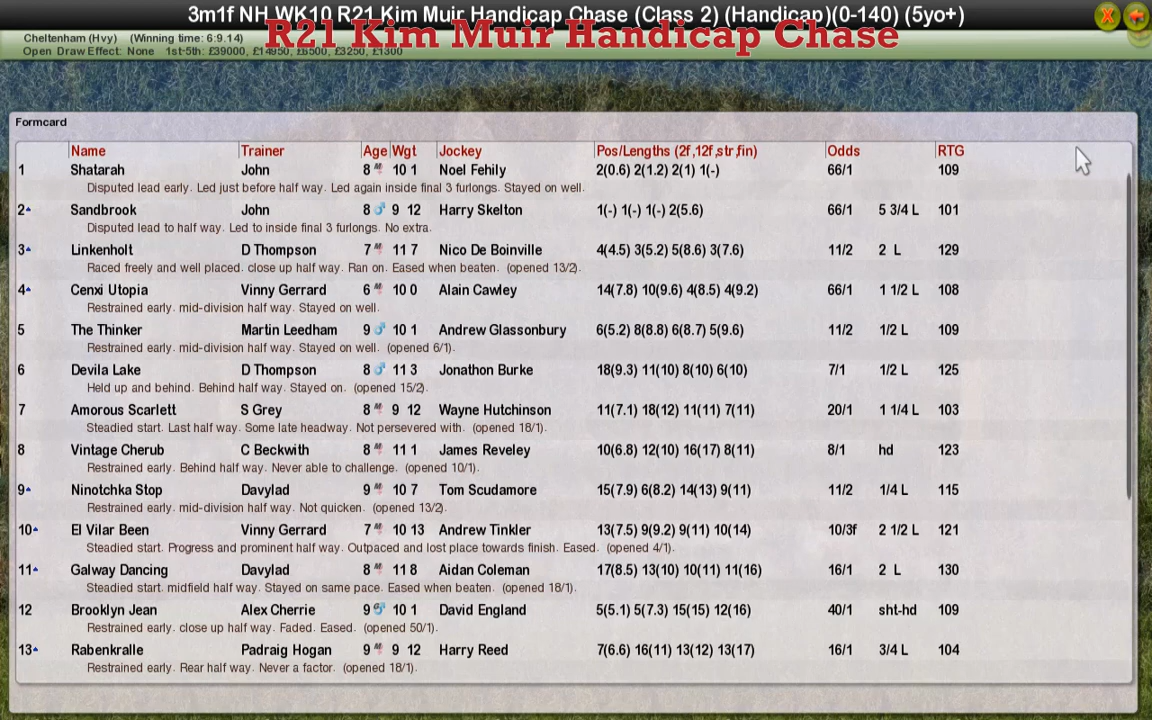 3m1f NH WK10 R21 Kim Muir Handicap Chase (Class 2) (Handicap)(0-140) (5yo+)
R21 Kim Muir Handicap Chase
Cheltenham (Hvy) (Winning time: 6:9.14)
Open Draw Effect: None 1st-5th: £39000, £14950, £6500, £3250, £1300
Formcard
Name Trainer Age Wgt Jockey Pos/Lengths (2f,12f,str,fin) Odds RTG
1 Shatarah John 8 10 1 Noel Fehily 2(0.6) 2(1.2) 2(1) 1(-) 66/1 109
Disputed lead early. Led just before half way. Led again inside final 3 furlongs. Stayed on well.
2 Sandbrook John 8 9 12 Harry Skelton 1(-) 1(-) 1(-) 2(5.6) 66/1 5 3/4 L 101
Disputed lead to half way. Led to inside final 3 furlongs. No extra.
3 Linkenholt D Thompson 7 11 7 Nico De Boinville 4(4.5) 3(5.2) 5(8.6) 3(7.6) 11/2 2 L 129
Raced freely and well placed. close up half way. Ran on. Eased when beaten. (opened 13/2).
4 Cenxi Utopia Vinny Gerrard 6 10 0 Alain Cawley 14(7.8) 10(9.6) 4(8.5) 4(9.2) 66/1 1 1/2 L 108
Restrained early. mid-division half way. Stayed on well.
5 The Thinker Martin Leedham 9 10 1 Andrew Glassonbury 6(5.2) 8(8.8) 6(8.7) 5(9.6) 11/2 1/2 L 109
Restrained early. mid-division half way. Stayed on well. (opened 6/1).
6 Devila Lake D Thompson 8 11 3 Jonathon Burke 18(9.3) 11(10) 8(10) 6(10) 7/1 1/2 L 125
Held up and behind. Behind half way. Stayed on. (opened 15/2).
7 Amorous Scarlett S Grey 8 9 12 Wayne Hutchinson 11(7.1) 18(12) 11(11) 7(11) 20/1 1 1/4 L 103
Steadied start. Last half way. Some late headway. Not persevered with. (opened 18/1).
8 Vintage Cherub C Beckwith 8 11 1 James Reveley 10(6.8) 12(10) 16(17) 8(11) 8/1 hd 123
Restrained early. Behind half way. Never able to challenge. (opened 10/1).
9 Ninotchka Stop Davylad 9 10 7 Tom Scudamore 15(7.9) 6(8.2) 14(13) 9(11) 11/2 1/4 L 115
Restrained early. mid-division half way. Not quicken. (opened 13/2).
10 El Vilar Been Vinny Gerrard 7 10 13 Andrew Tinkler 13(7.5) 9(9.2) 9(11) 10(14) 10/3f 2 1/2 L 121
Steadied start. Progress and prominent half way. Outpaced and lost place towards finish. Eased. (opened 4/1).
11 Galway Dancing Davylad 8 11 8 Aidan Coleman 17(8.5) 13(10) 10(11) 11(16) 16/1 2 L 130
Steadied start. midfield half way. Stayed on same pace. Eased when beaten. (opened 18/1).
12 Brooklyn Jean Alex Cherrie 9 10 1 David England 5(5.1) 5(7.3) 15(15) 12(16) 40/1 sht-hd 109
Restrained early. close up half way. Faded. Eased. (opened 50/1).
13 Rabenkralle Padraig Hogan 9 9 12 Harry Reed 7(6.6) 16(11) 13(12) 13(17) 16/1 3/4 L 104
Restrained early. Rear half way. Never a factor. (opened 18/1).